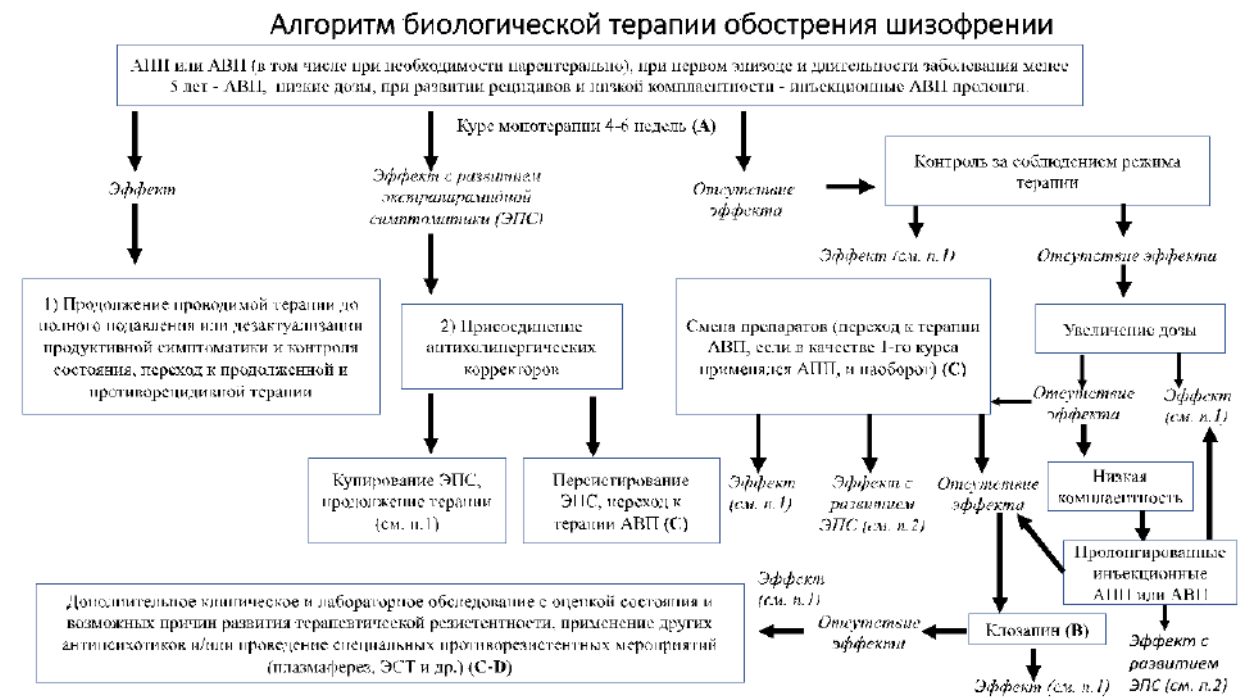 Алгоритм биологической терапии обострения шизофрении
АПП или АВП (в том числе при необходимости парентерально), при первом эпизоде и длительности заболевания менее
5 лет - АВП, низкие дозы, при развитии рецидивов и низкой комплаентности - инъекционные АВП пролонги.
Курс монотерапии 4-6 недель (A)
Эффект
Эффект с развитием
экстрапирамидной
симптоматики (ЭПС)
Отсутствие
эффекта
Контроль за соблюдением режима
терапии
Эффект (см. п.1)
Отсутствие эффекта
1) Продолжение проводимой терапии до
полного подавления или дезактуализации
продуктивной симптоматики и контроля
состояния, переход к продолженной и
противорецидивной терапии
2) Присоединение
антихолинергических
корректоров
Смена препаратов (переход к терапии
АВП, если в качестве 1-го курса
применялся АПП, и наоборот) (C)
Увеличение дозы
Отсутствие
эффекта
Эффект
(см. п.1)
Купирование ЭПС,
продолжение терапии
(см. п.1)
Персистирование
ЭПС, переход к
терапии АВП (C)
Эффект
(см. п.1)
Эффект с
развитием
ЭПС (см. п.2)
Отсутствие
эффекта
Низкая
комплаентность
Пролонгированные
инъекционные
АПП или АВП
Дополнительное клиническое и лабораторное обследование с оценкой состояния и
возможных причин развития терапевтической резистентности, применение других
антипсихотиков и/или проведение специальных противорезистентных мероприятий
(плазмаферез, ЭСТ и др.) (C-D)
Эффект
(см. п.1)
Отсутствие
эффекта
Клозапин (B)
Эффект (см. п.1)
Эффект с
развитием
ЭПС (см. п.2)